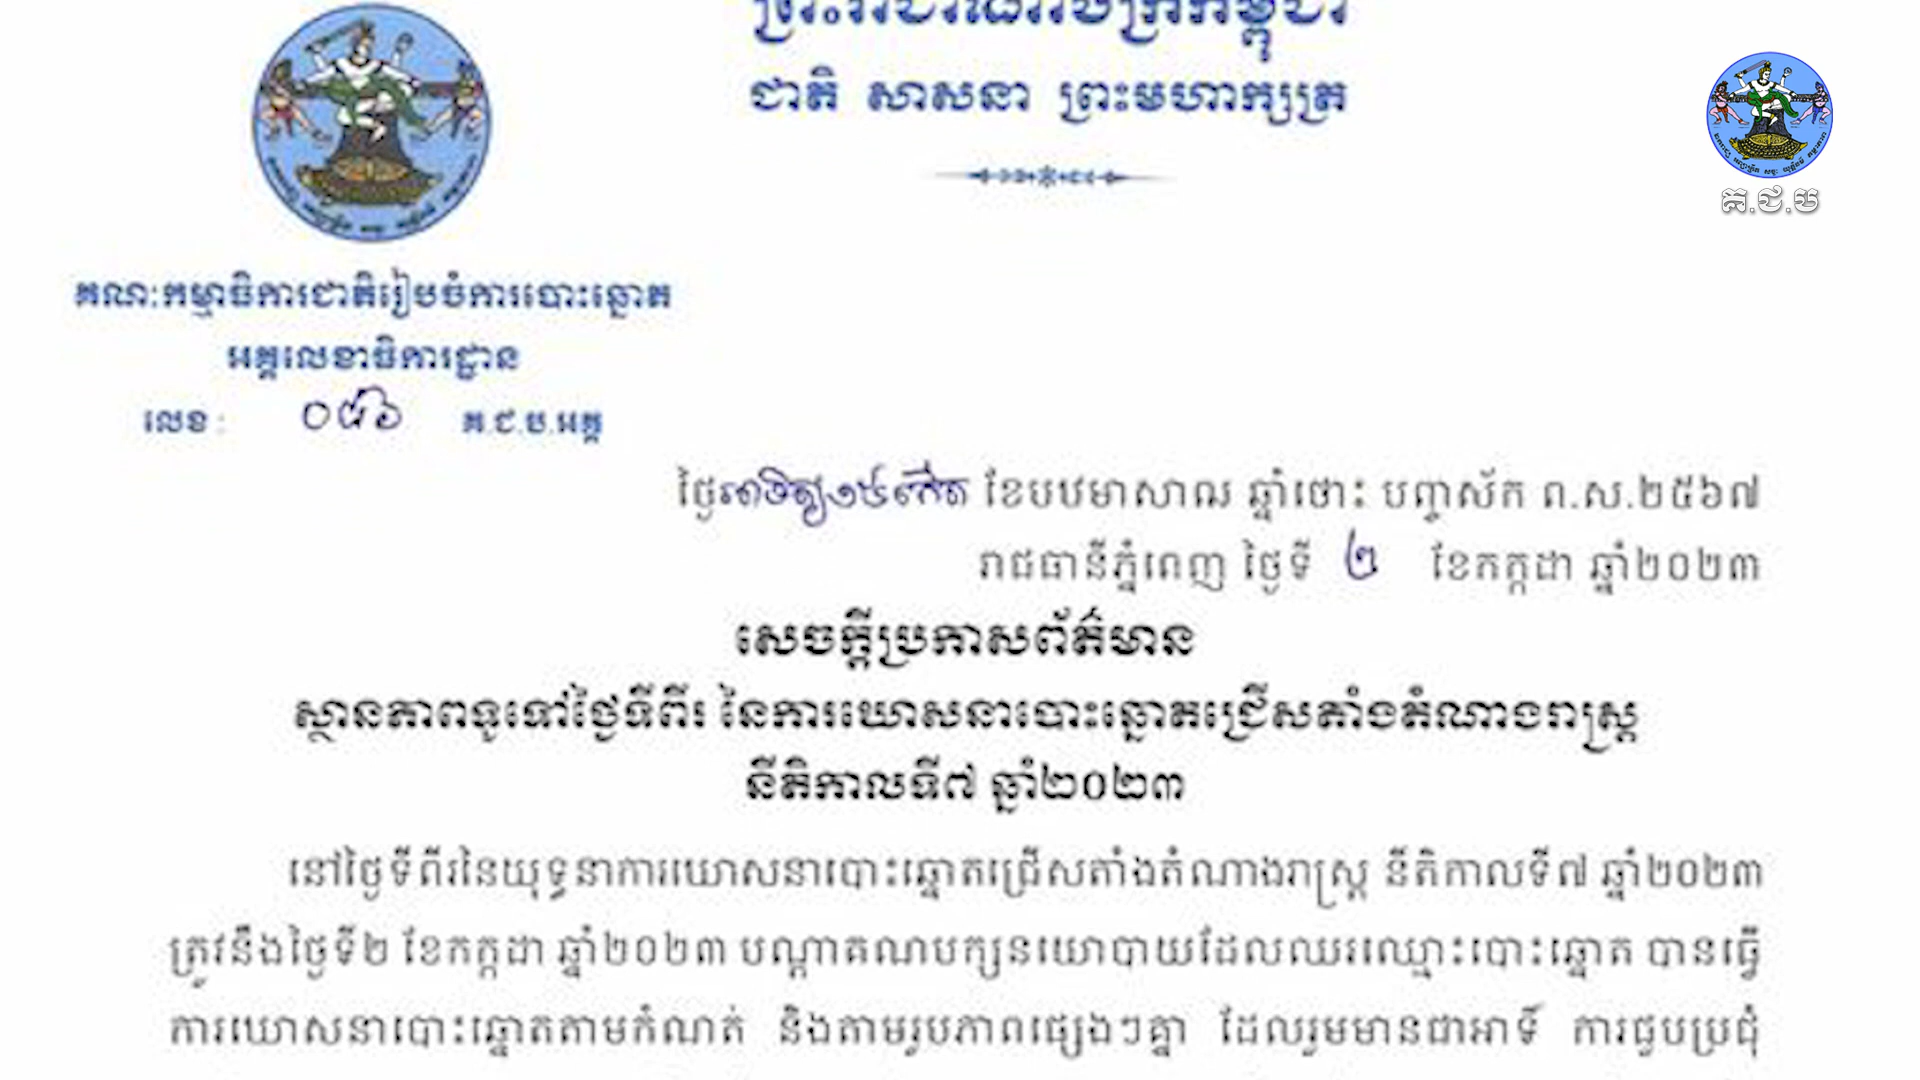 ព្រះរាជាណាចក្រកម្ពុជា
ជាតិ សាសនា ព្រះមហាក្សត្រ
គ.ជ.ប
គណៈកម្មាធិការជាតិរៀបចំការបោះឆ្នោត
អគ្គលេខាធិការដ្ឋាន
លេខ : ០៥៦ គ.ជ.ប.អគ្គ
ថ្ងៃអាទិត្យ ១៤កើត ខែបឋមាសាឍ ឆ្នាំថោះ បញ្ចស័ក ព.ស.២៥៦៧
រាជធានីភ្នំពេញ ថ្ងៃទី ២ ខែកក្កដា ឆ្នាំ២០២៣
សេចក្តីប្រកាសព័ត៌មាន
ស្ថានភាពទូទៅថ្ងៃទីពីរ នៃការឃោសនាបោះឆ្នោតជ្រើសតាំងតំណាងរាស្ត្រ
នីតិកាលទី៧ ឆ្នាំ២០២៣
នៅថ្ងៃទីពីរនៃយុទ្ធនាការឃោសនាបោះឆ្នោតជ្រើសតាំងតំណាងរាស្ត្រ នីតិកាលទី៧ ឆ្នាំ២០២៣
ត្រូវនឹងថ្ងៃទី២ ខែកក្កដា ឆ្នាំ២០២៣ បណ្តាគណបក្សនយោបាយដែលឈរឈ្មោះបោះឆ្នោត បានធ្វើ
ការឃោសនាបោះឆ្នោតតាមកំណត់ និងតាមរូបភាពផ្សេងៗគ្នា ដែលរួមមានជាអាទិ៍ ការជួបប្រជុំ